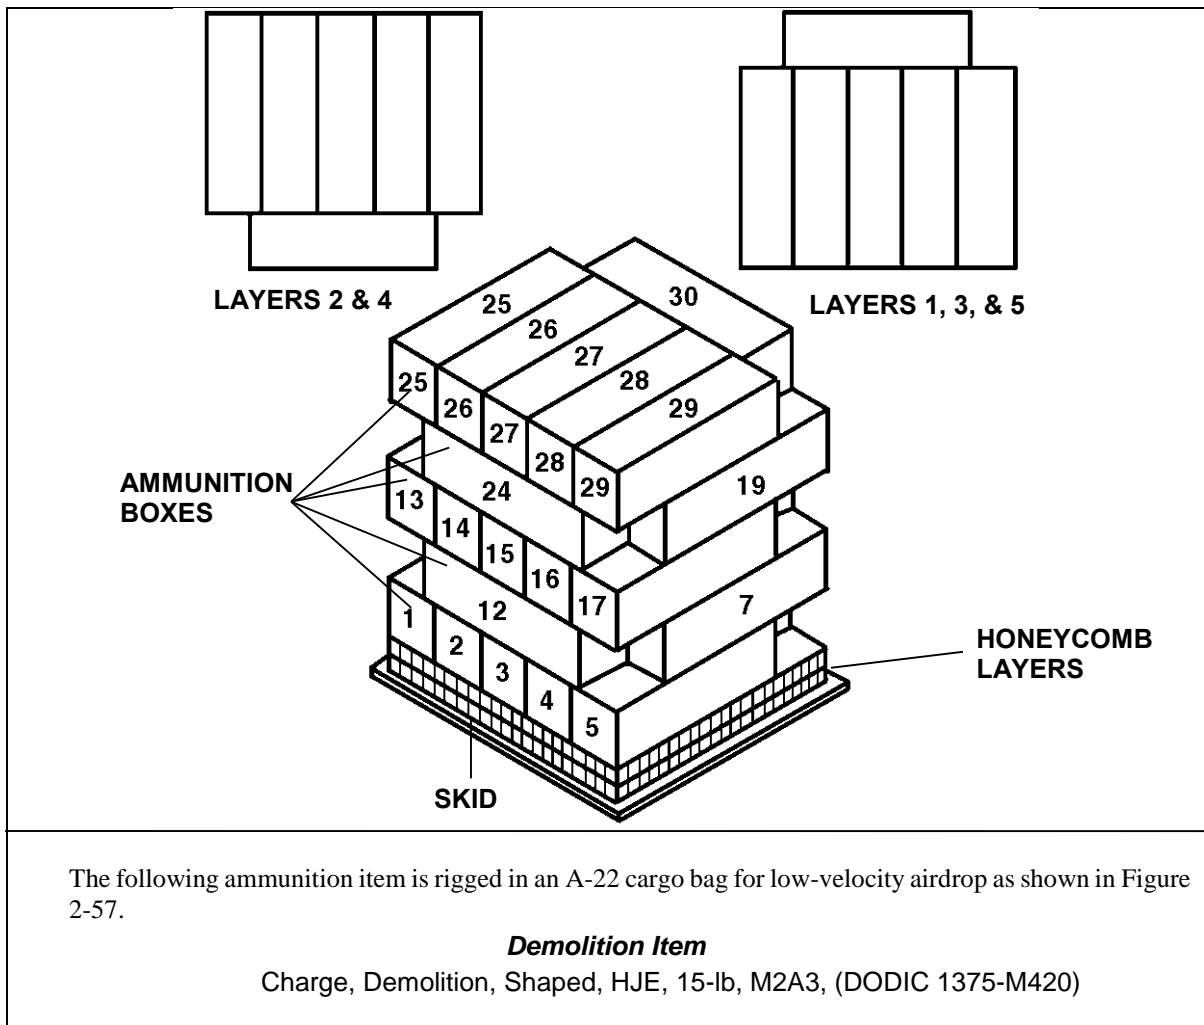 LAYERS 2 & 4
LAYERS 1, 3, & 5
25
26
27
28
29
30
25
26
27
28
29
AMMUNITION
BOXES
24
19
13
14
15
16
17
12
7
1
2
3
4
5
HONEYCOMB
LAYERS
SKID
The following ammunition item is rigged in an A-22 cargo bag for low-velocity airdrop as shown in Figure
2-57.
Demolition Item
Charge, Demolition, Shaped, HJE, 15-lb, M2A3, (DODIC 1375-M420)